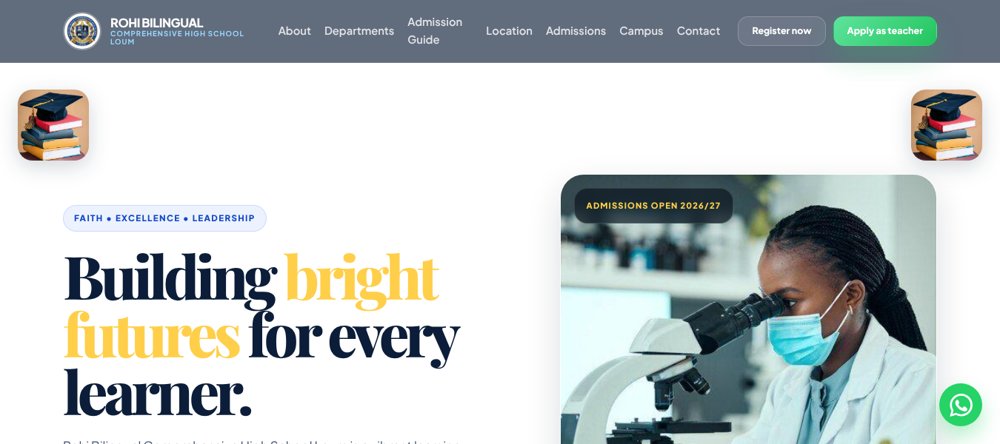 ROHI BILINGUAL
COMPREHENSIVE HIGH SCHOOL
LOUM
About
Departments
Admission
Guide
Location
Admissions
Campus
Contact
Register now
Apply as teacher
FAITH ● EXCELLENCE ● LEADERSHIP
ADMISSIONS OPEN 2026/27
Building bright
futures for every
learner.